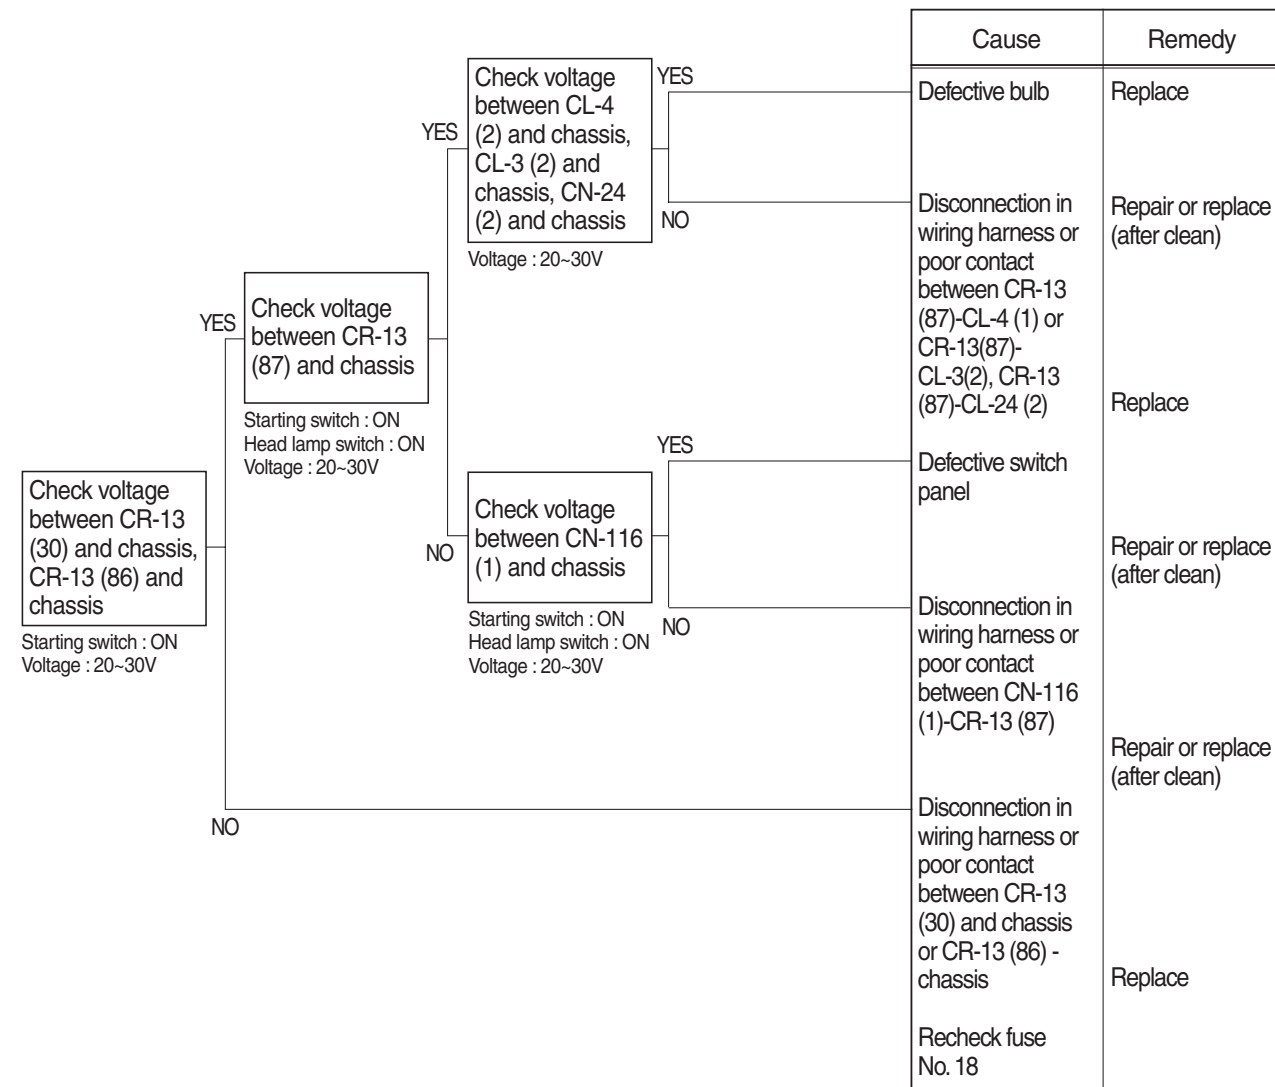 Cause
Remedy
Check voltage
between CL-4
(2) and chassis,
CL-3 (2) and
chassis, CN-24
(2) and chassis
Voltage : 20~30V
YES
NO
YES
Check voltage
between CR-13
(87) and chassis
Starting switch : ON
Head lamp switch : ON
Voltage : 20~30V
YES
NO
Check voltage
between CN-116
(1) and chassis
Starting switch : ON
Head lamp switch : ON
Voltage : 20~30V
YES
NO
Check voltage
between CR-13
(30) and chassis,
CR-13 (86) and
chassis
Starting switch : ON
Voltage : 20~30V
NO
Defective bulb
Replace
Disconnection in
wiring harness or
poor contact
between CR-13
(87)-CL-4 (1) or
CR-13(87)-
CL-3(2), CR-13
(87)-CL-24 (2)
Repair or replace
(after clean)
Replace
Defective switch
panel
Repair or replace
(after clean)
Disconnection in
wiring harness or
poor contact
between CN-116
(1)-CR-13 (87)
Repair or replace
(after clean)
Disconnection in
wiring harness or
poor contact
between CR-13
(30) and chassis
or CR-13 (86) -
chassis
Replace
Recheck fuse
No. 18